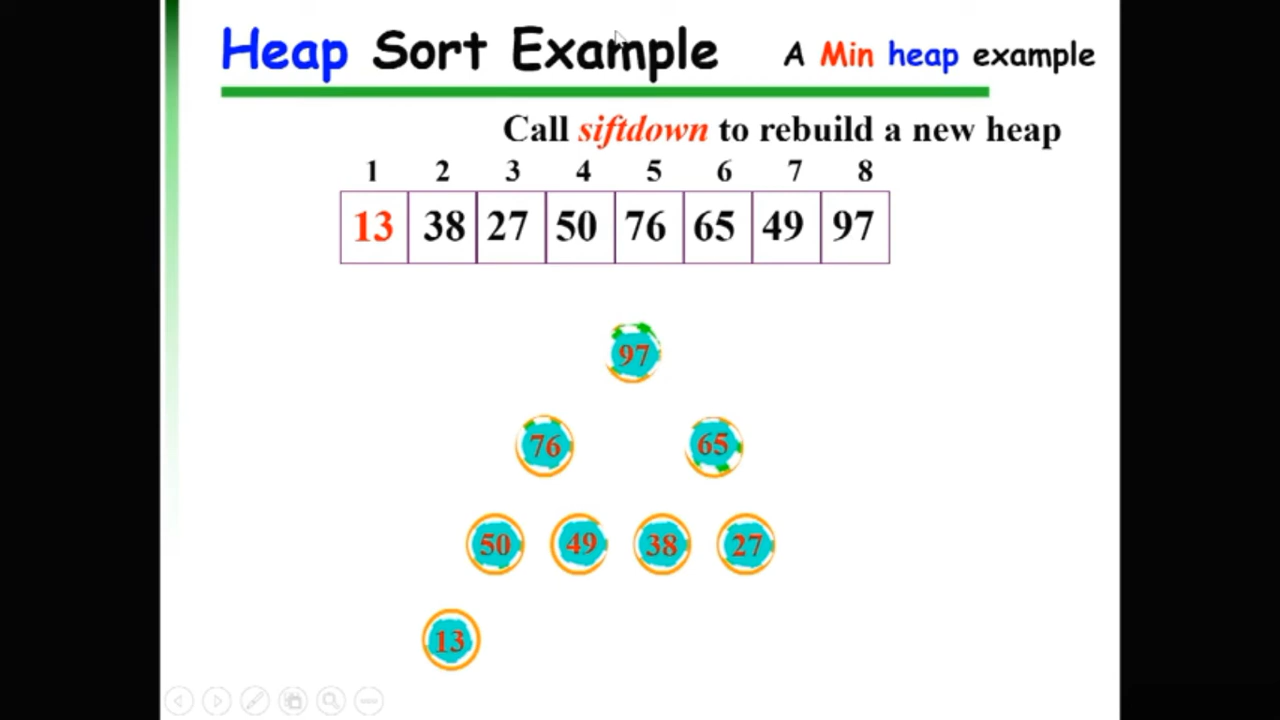 Heap Sort Example A Min heap example
Call siftdown to rebuild a new heap
1 2 3 4 5 6 7 8
13 38 27 50 76 65 49 97
97
76 65
50 49 38 27
13